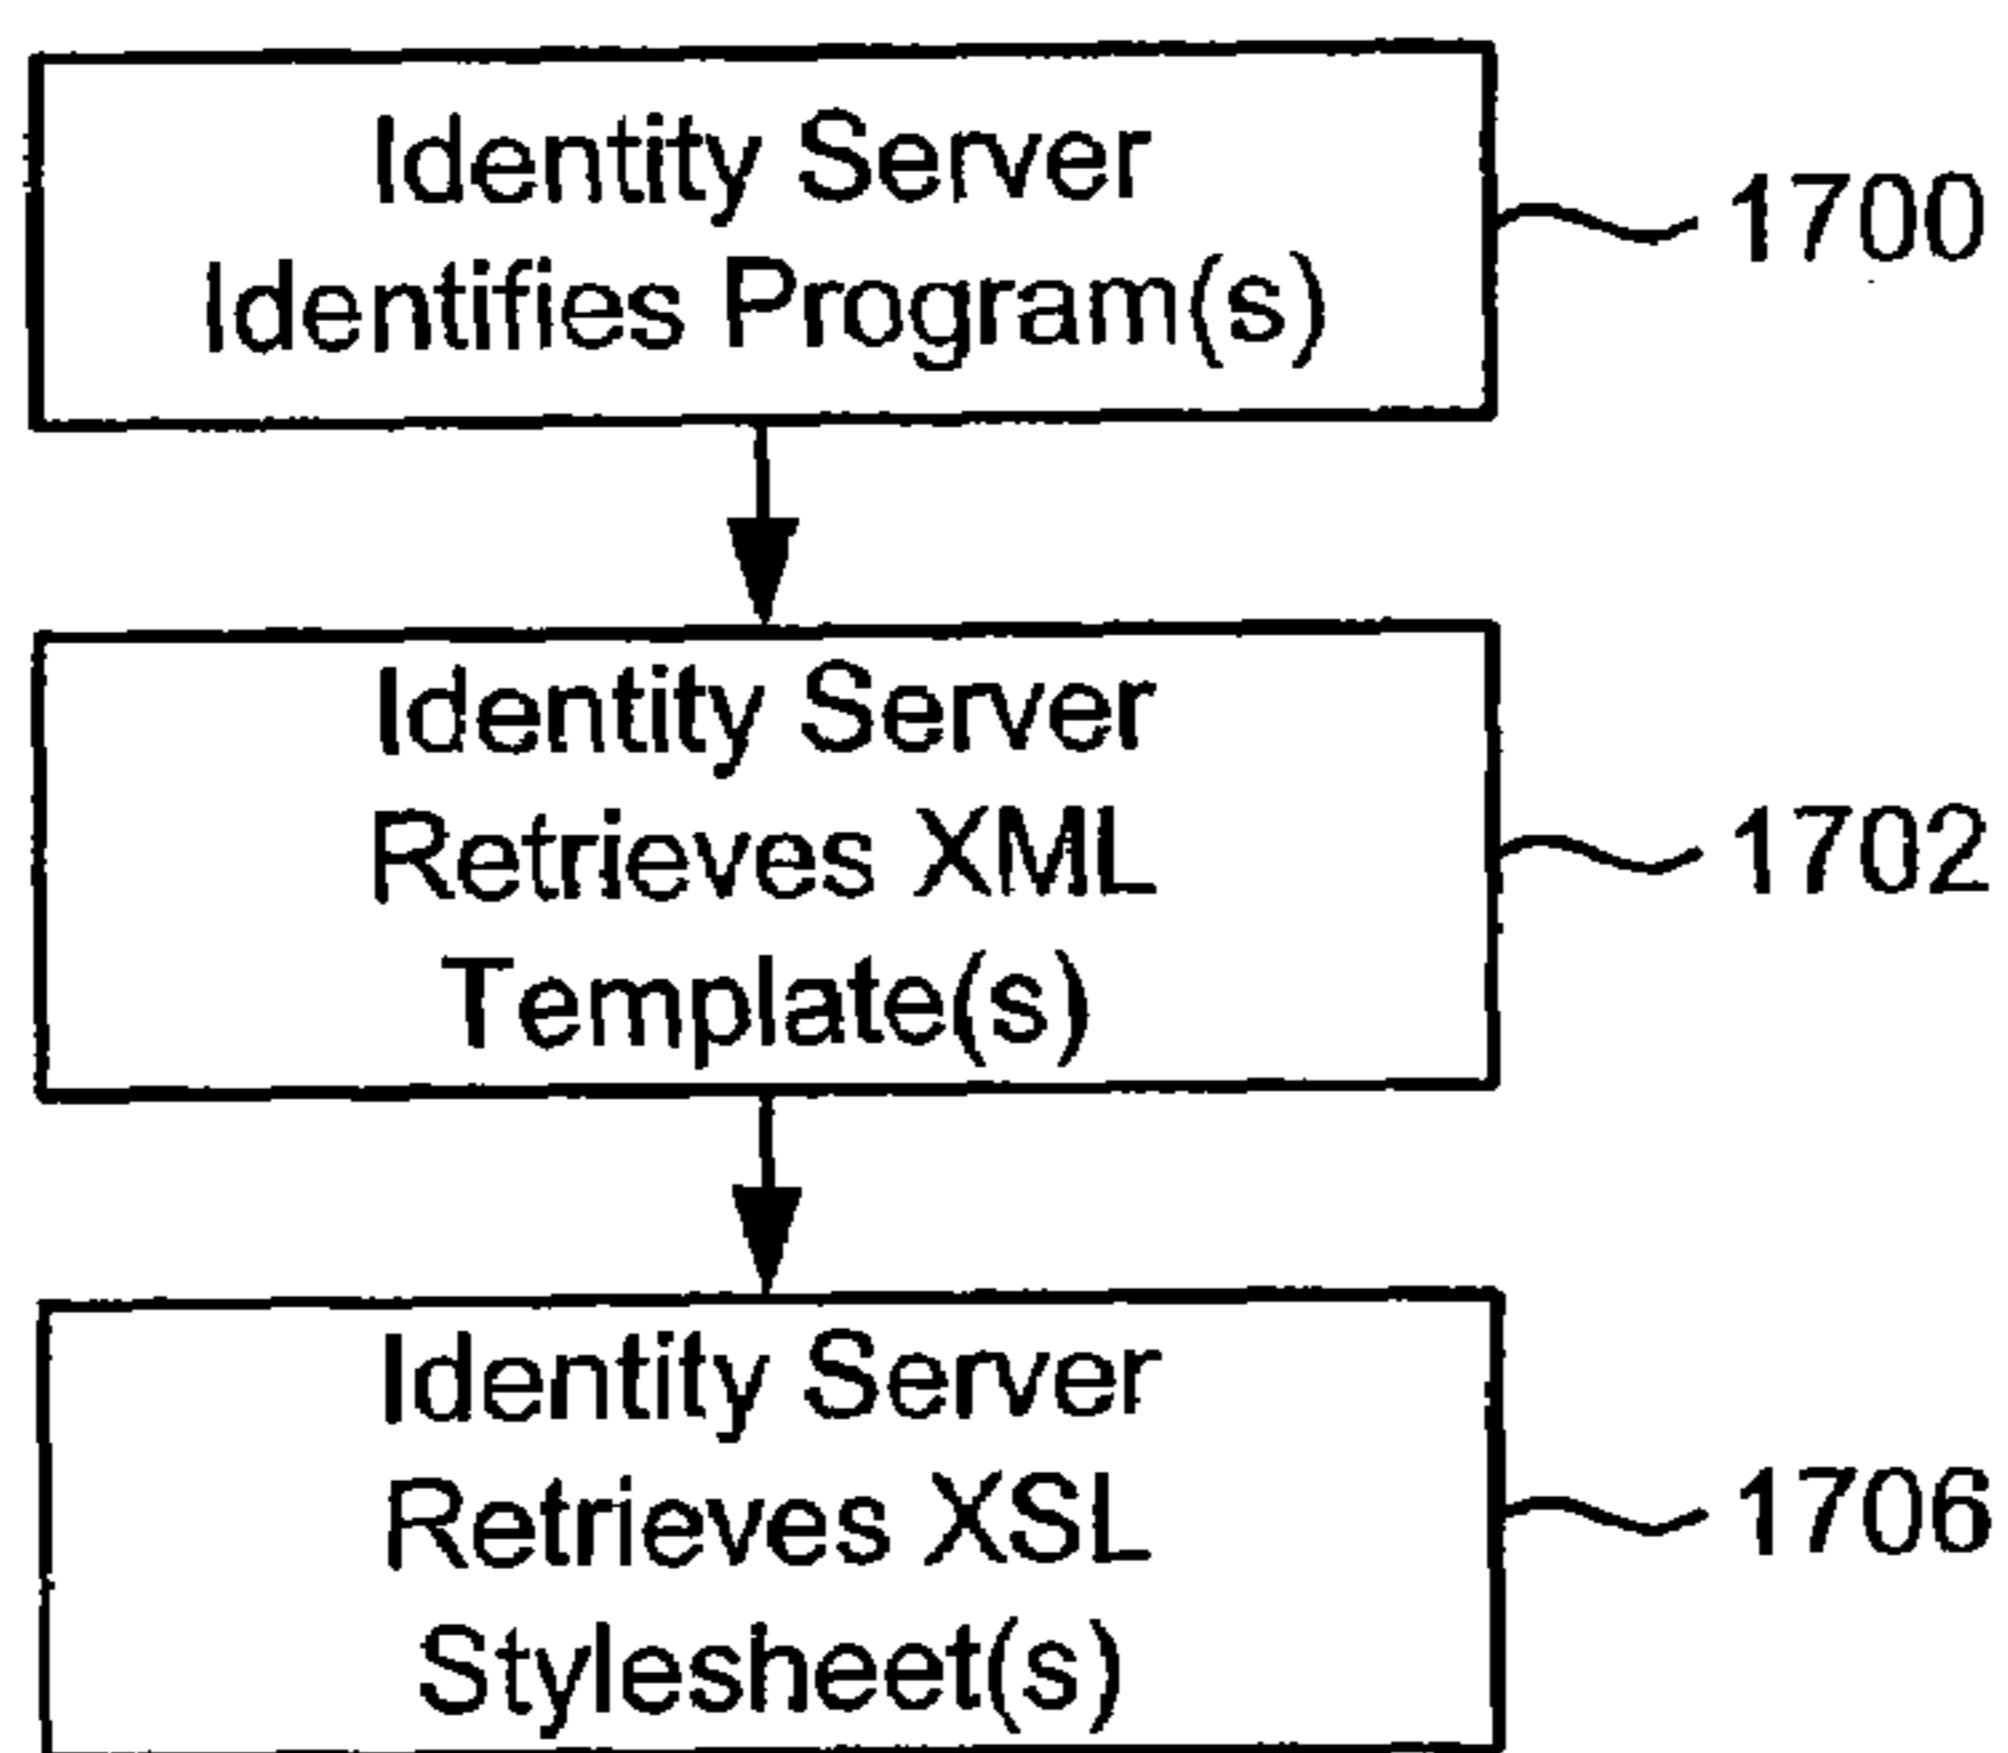 Identity Server
Identifies Program(s)
1700
Identity Server
Retrieves XML
Template(s)
1702
Identity Server
Retrieves XSL
Stylesheet(s)
1706